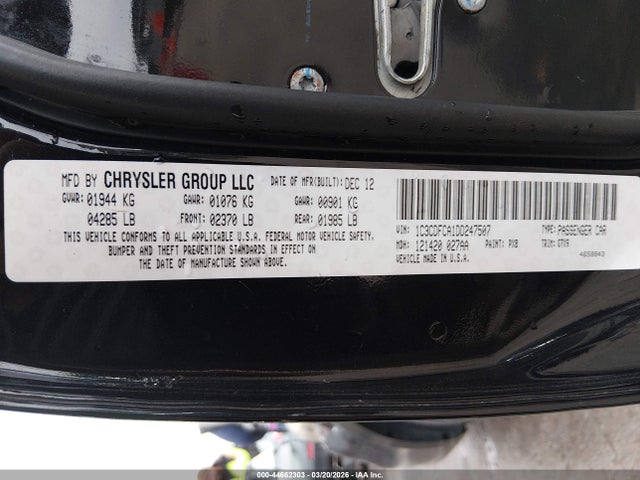 MFD BY CHRYSLER GROUP LLC DATE OF MFR(BUILT): DEC 12
GVWR: 01944 KG GAWR: 01076 KG GAWR: 00901 KG
04285 LB FRONT: 02370 LB REAR: 01985 LB
THIS VEHICLE CONFORMS TO ALL APPLICABLE U.S.A. FEDERAL MOTOR VEHICLE SAFETY,
BUMPER AND THEFT PREVENTION STANDARDS IN EFFECT ON
THE DATE OF MANUFACTURE SHOWN ABOVE.
VIN: 1C3CDFCA1DD247507 TYPE: PASSENGER CAR
MDH: 121420 027AA PAINT: PX8 TRIM: GTX9
VEHICLE MADE IN U.S.A. 4658943
000-44662303 | 03/20/2026 - IAA Inc.